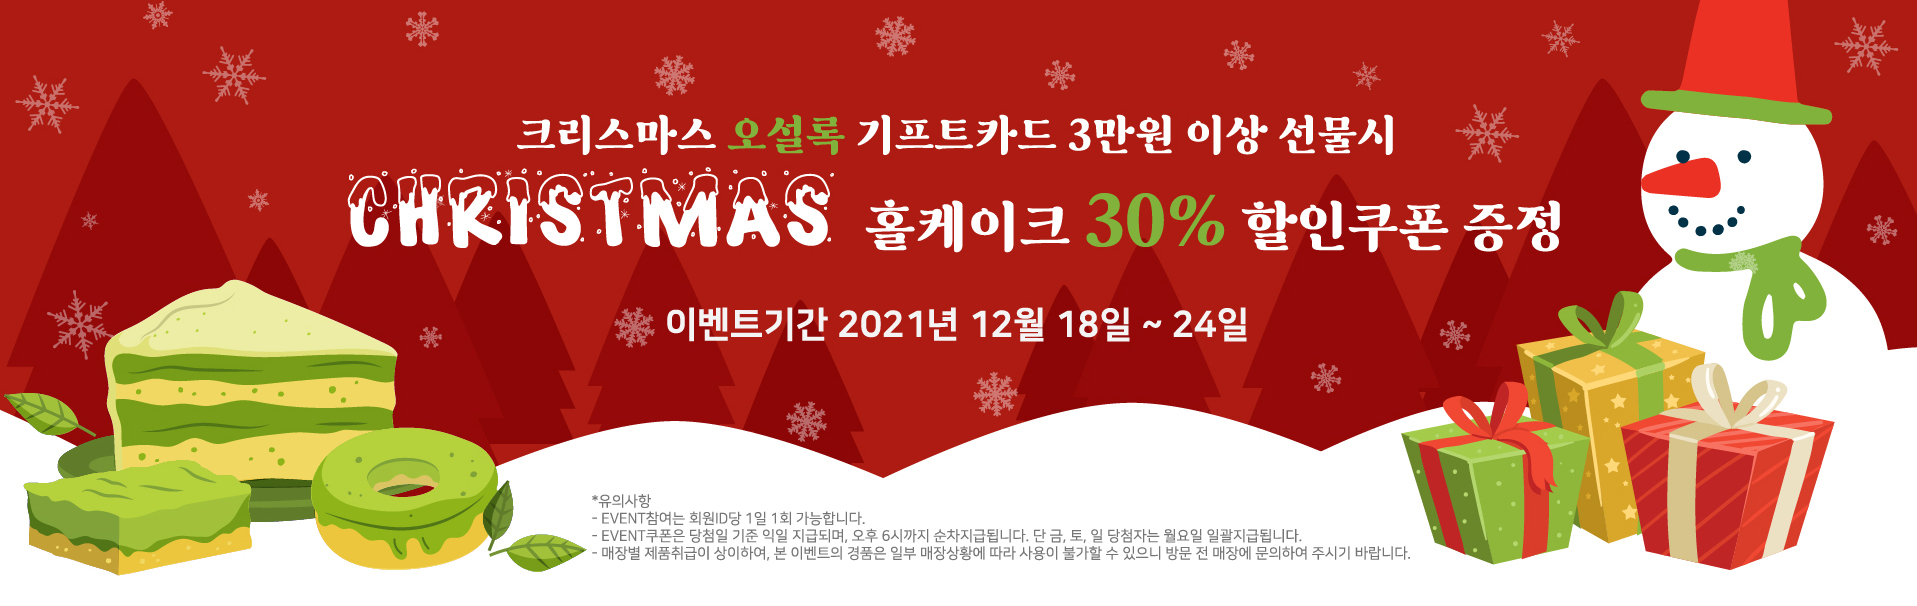 크리스마스 오설록 기프트카드 3만원 이상 선물시
CHRISTMAS 홀케이크 30% 할인쿠폰 증정
이벤트기간 2021년 12월 18일 ~ 24일
*유의사항
- EVENT참여는 회원ID당 1일 1회 가능합니다.
- EVENT쿠폰은 당첨일 기준 익일 지급되며, 오후 6시까지 순차지급됩니다. 단 금, 토, 일 당첨자는 월요일 일괄지급됩니다.
- 매장별 제품취급이 상이하여, 본 이벤트의 경품은 일부 매장상황에 따라 사용이 불가할 수 있으니 방문 전 매장에 문의하여 주시기 바랍니다.